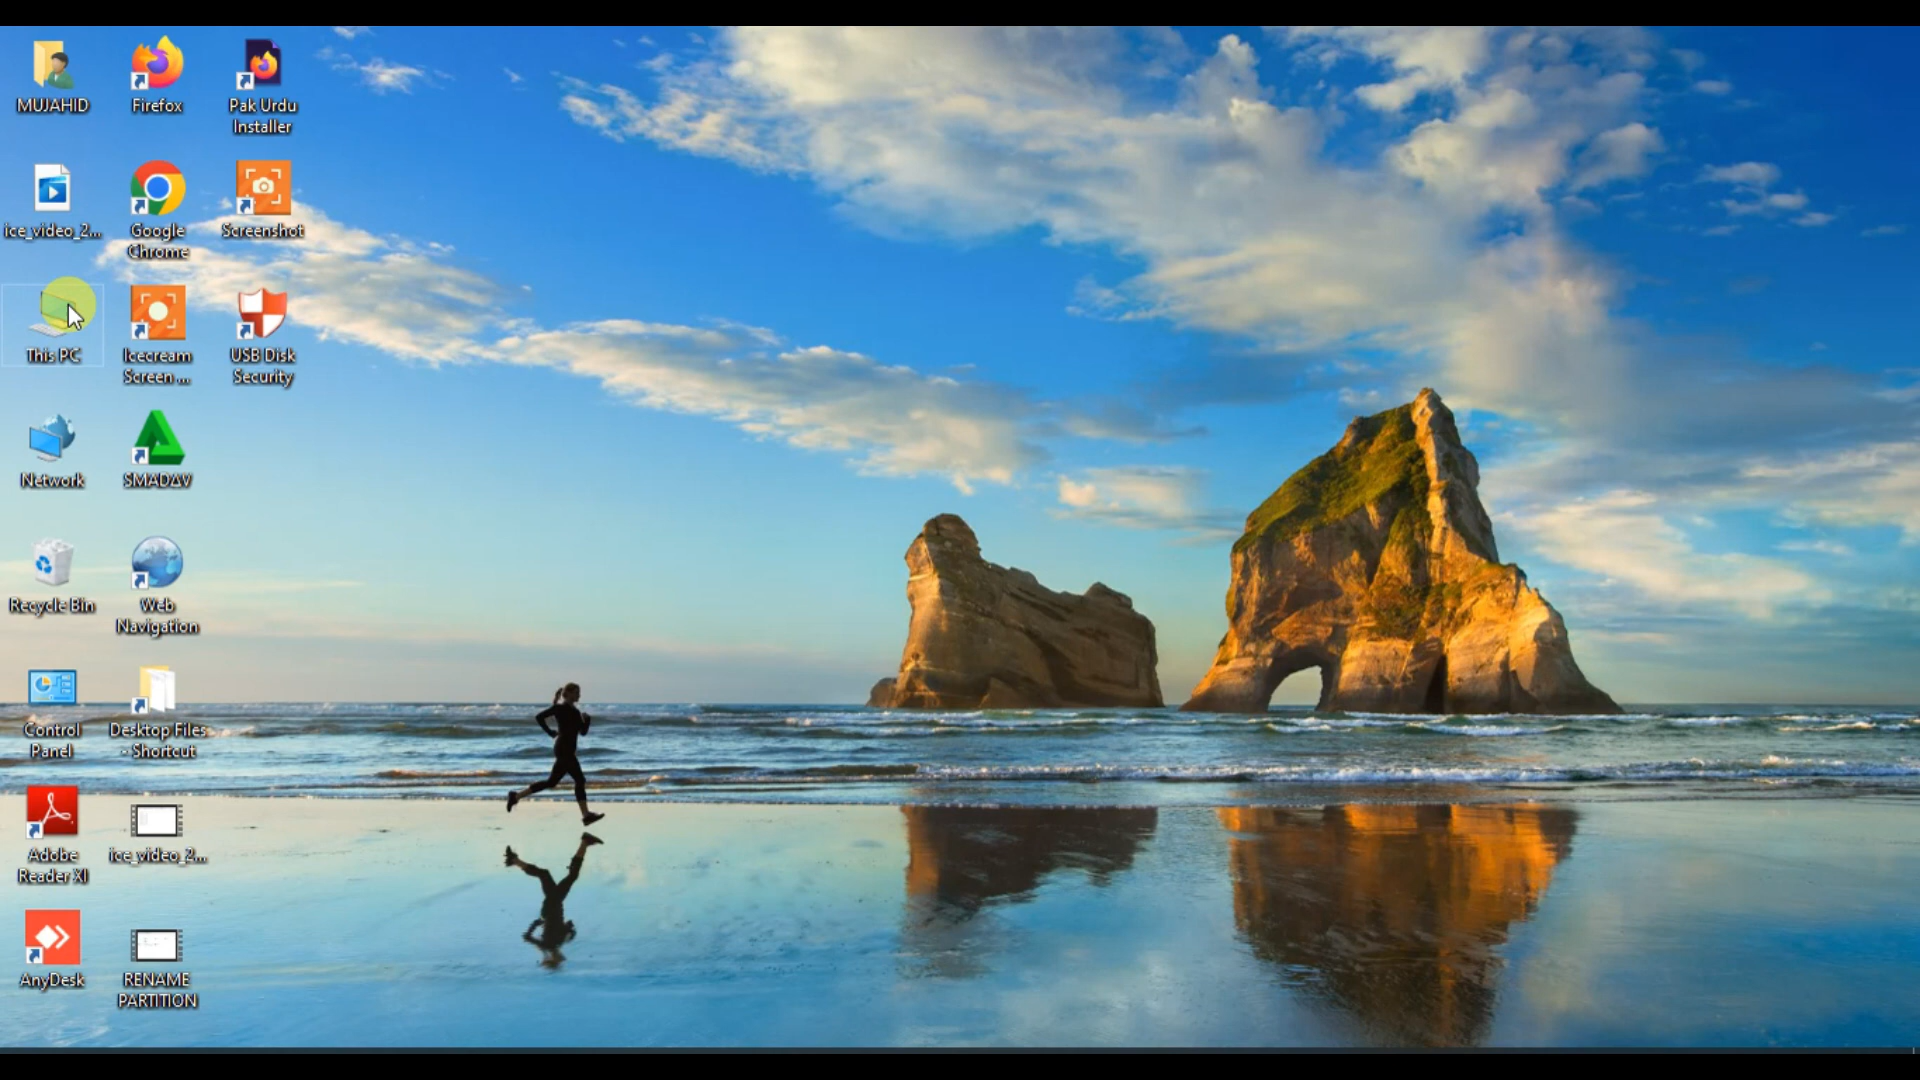 MUJAHID
Firefox
Pak Urdu
Installer
ice_video_2...
Google
Chrome
Screenshot
This PC
Icecream
Screen ...
USB Disk
Security
Network
SMADAV
Recycle Bin
Web
Navigation
Control
Panel
Desktop Files
- Shortcut
Adobe
Reader XI
ice_video_2...
AnyDesk
RENAME
PARTITION